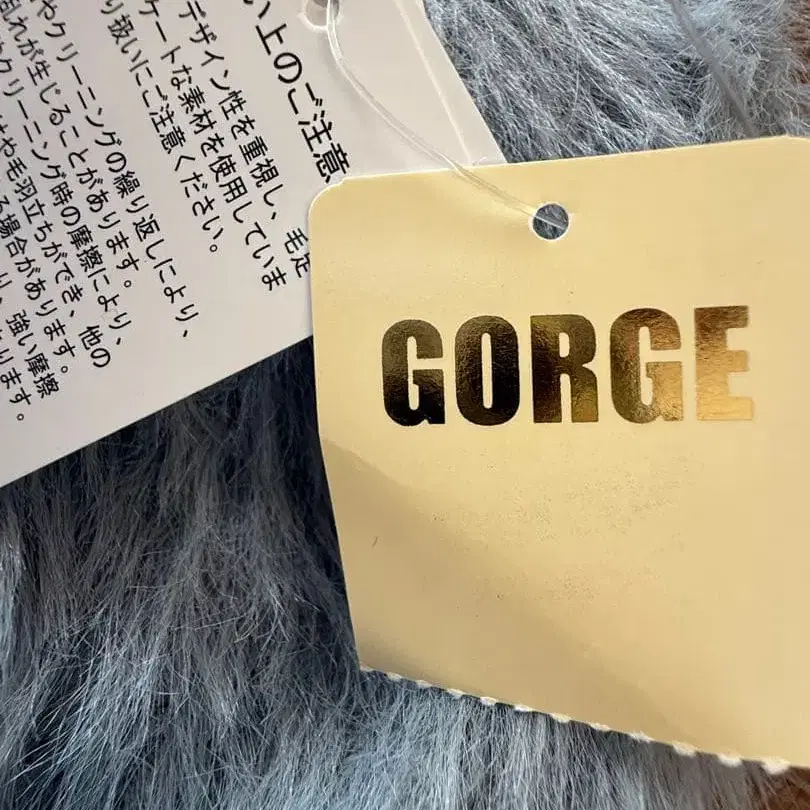 い上のご注意
デザイン性を重視し、毛足
ケートな素材を使用していま
り扱いにご注意ください。
やクリーニングの繰り返しにより、
乱れが生じることがあります。
クリーニング時の摩擦により、他の
や毛羽立ちができ、
る場合があります。
強い摩擦
ります。
GORGE